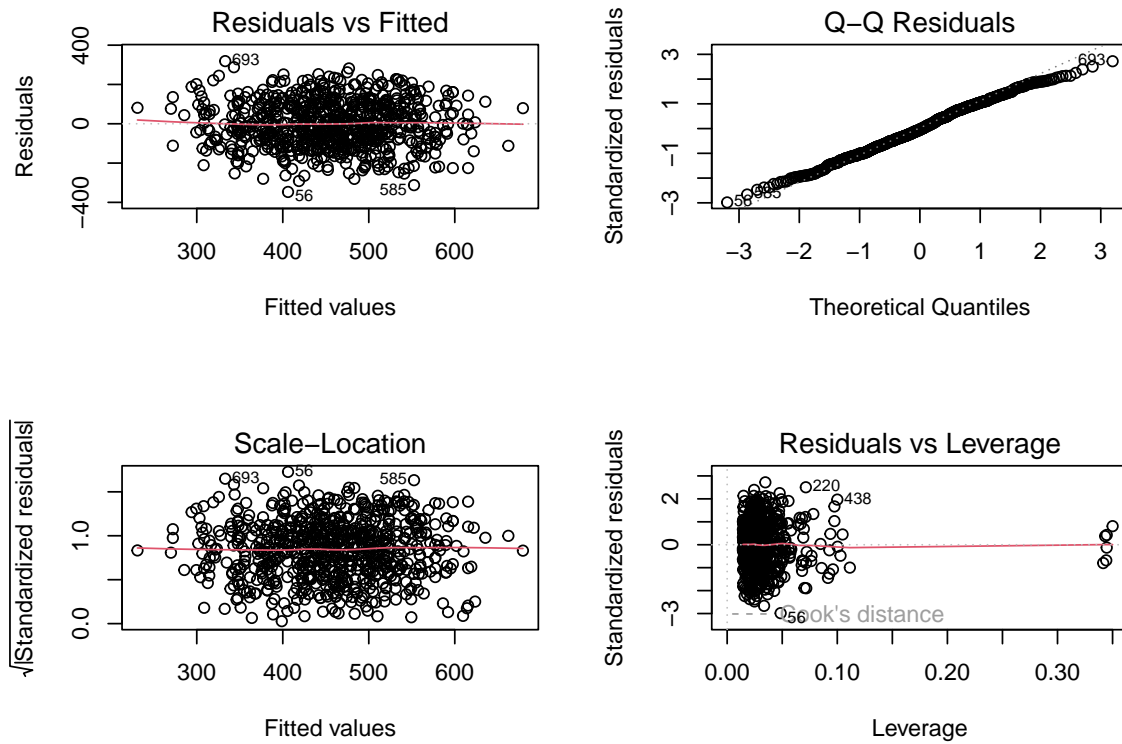 Residuals vs Fitted
Residuals
400
0
−400
693
56
585
300 400 500 600
Fitted values
Q−Q Residuals
Standardized residuals
3
1
−1
−3
693
585
56
−3 −2 −1 0 1 2 3
Theoretical Quantiles
Scale−Location
√|Standardized residuals|
1.0
0.0
693
56
585
300 400 500 600
Fitted values
Residuals vs Leverage
Standardized residuals
2
0
−3
220
438
Cook's distance
56
0.00 0.10 0.20 0.30
Leverage